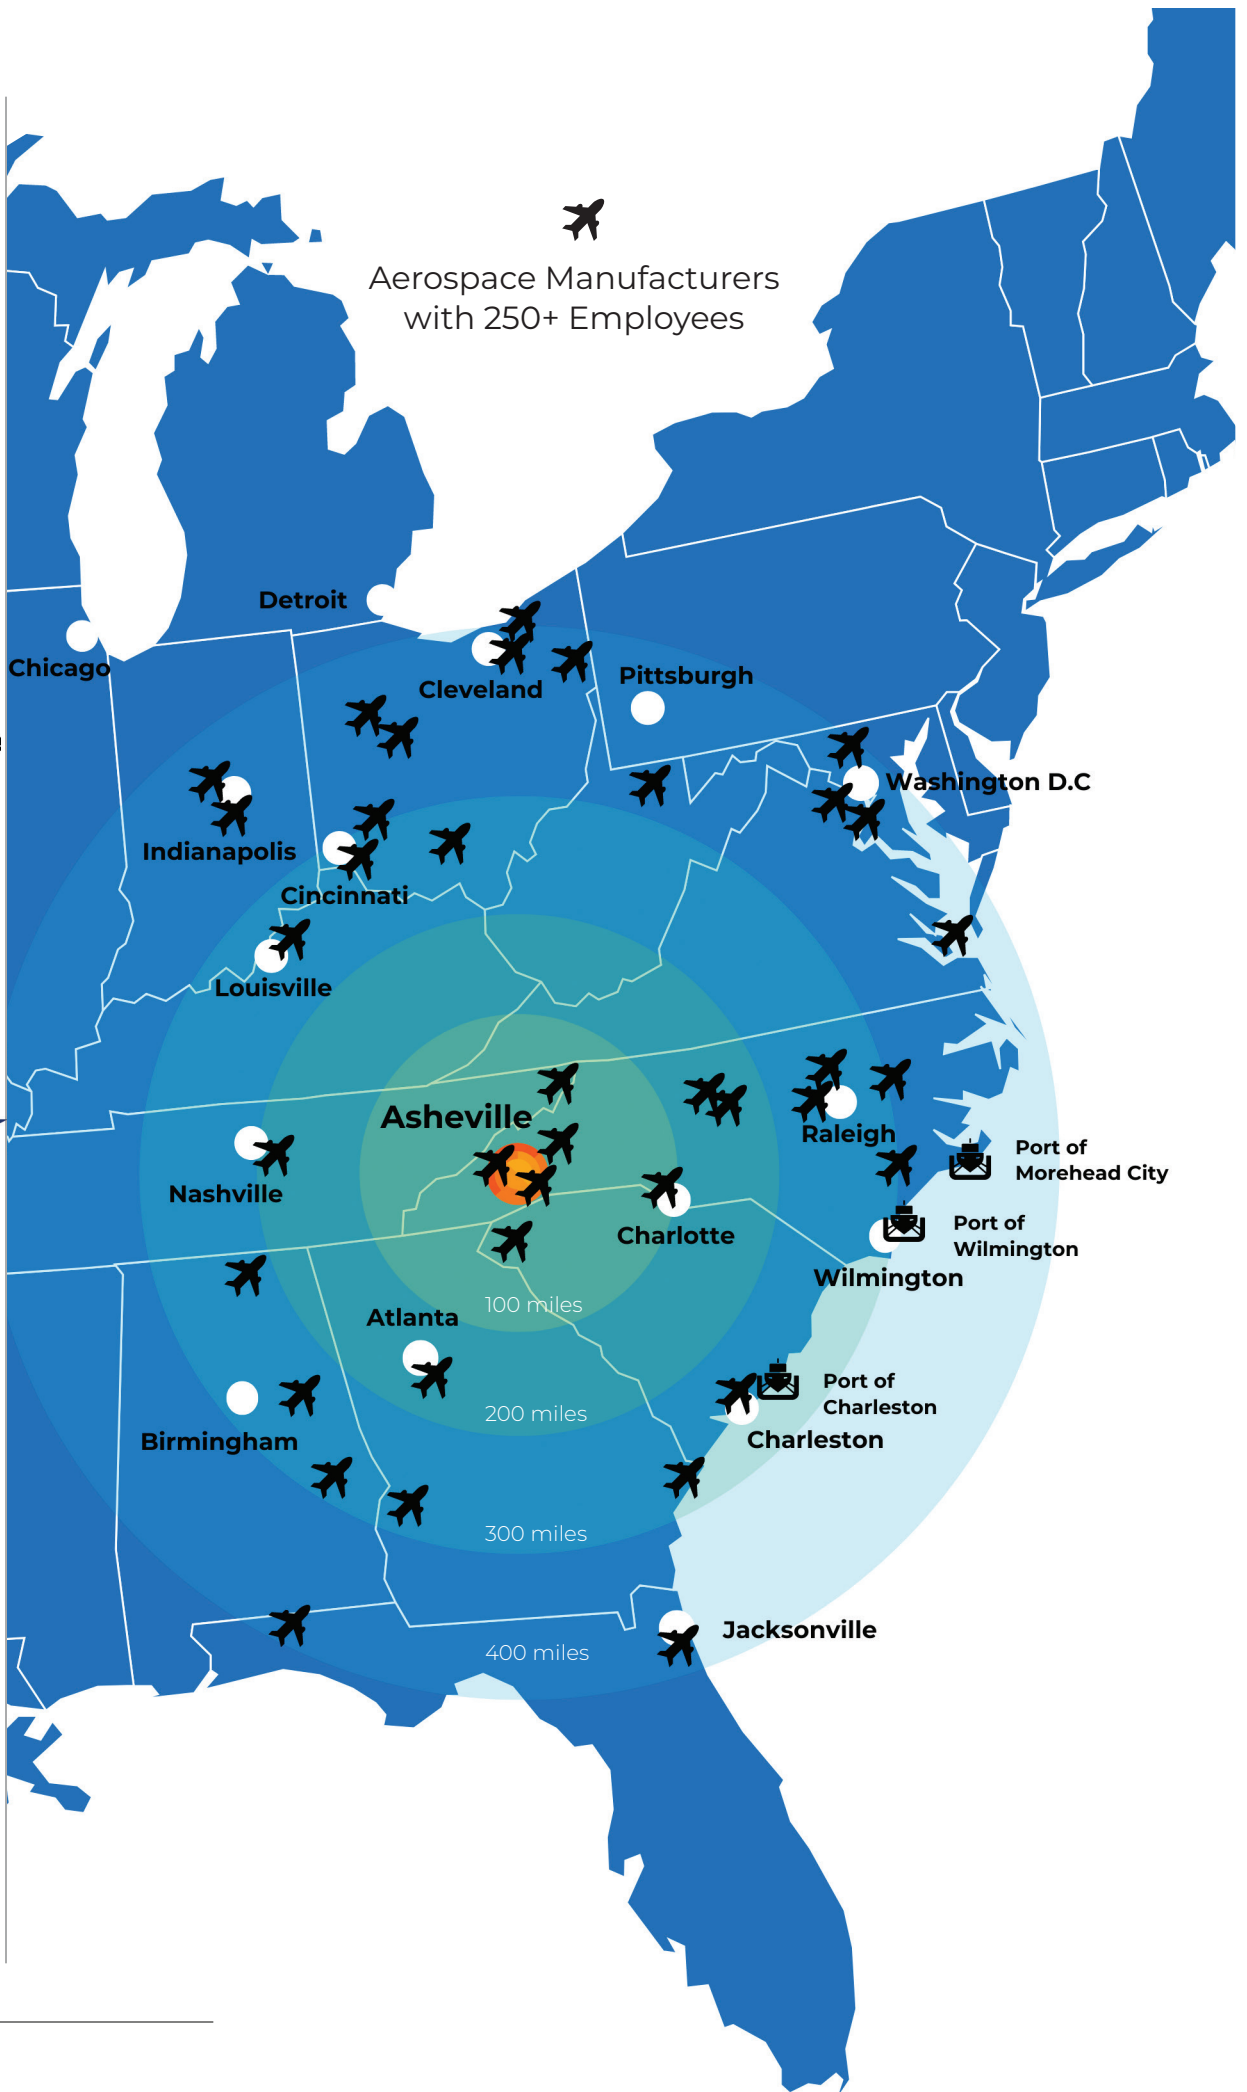 Aerospace Manufacturers
with 250+ Employees
Detroit
Chicago
Cleveland
Pittsburgh
Washington D.C
Indianapolis
Cincinnati
Louisville
Asheville
Raleigh
Port of
Morehead City
Nashville
Charlotte
Port of
Wilmington
Wilmington
100 miles
Atlanta
Port of
Charleston
200 miles
Birmingham
Charleston
300 miles
Jacksonville
400 miles